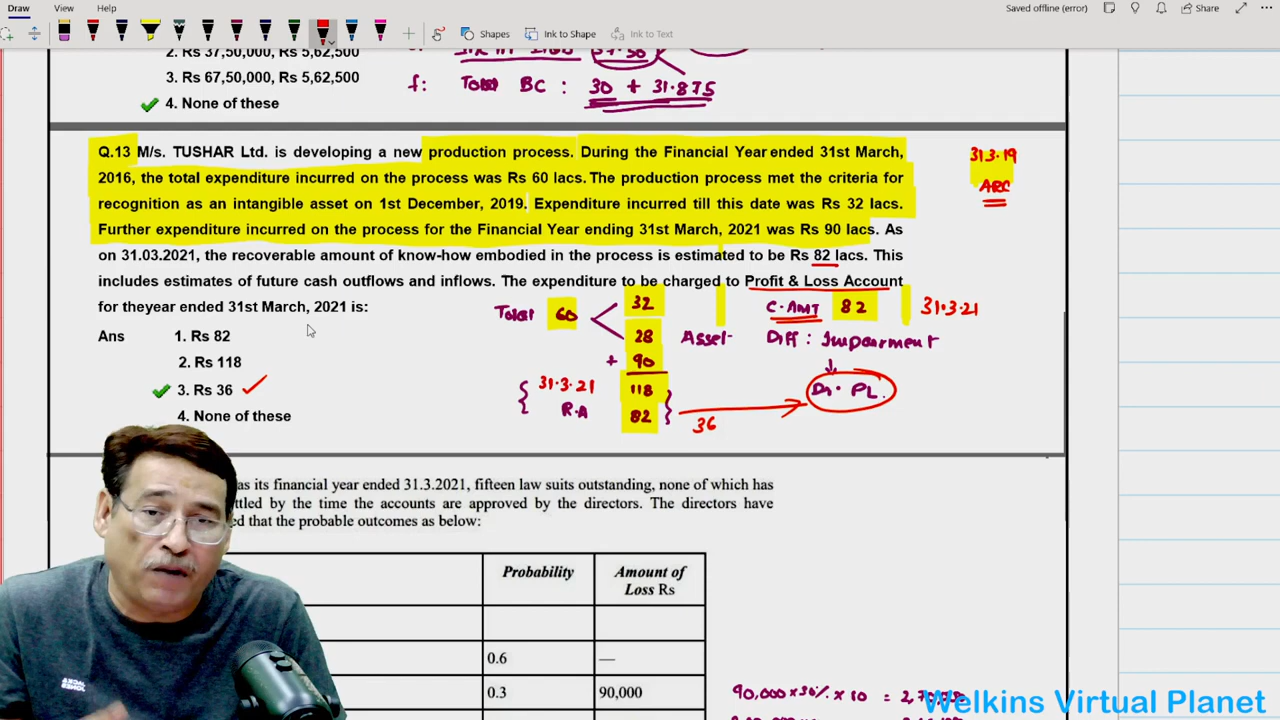 Draw View Help Saved offline (error) Share
Shapes Ink to Shape Ink to Text
2. Rs 37,50,000, Rs 5,62,500
3. Rs 67,50,000, Rs 5,62,500
f: Total BC : 30 + 31.875
4. None of these
Q.13 M/s. TUSHAR Ltd. is developing a new production process. During the Financial Year ended 31st March,
2016, the total expenditure incurred on the process was Rs 60 lacs. The production process met the criteria for
recognition as an intangible asset on 1st December, 2019. Expenditure incurred till this date was Rs 32 lacs.
Further expenditure incurred on the process for the Financial Year ending 31st March, 2021 was Rs 90 lacs. As
on 31.03.2021, the recoverable amount of know-how embodied in the process is estimated to be Rs 82 lacs. This
includes estimates of future cash outflows and inflows. The expenditure to be charged to Profit & Loss Account
for theyear ended 31st March, 2021 is:
31.3.19
ARC
Ans 1. Rs 82
2. Rs 118
3. Rs 36
4. None of these
Total 60 32
28 Asset
+ 90
31.3.21 118
R.A 82
36
C.AMT 82 31.3.21
Diff: Impairment
Dr. PL.
as its financial year ended 31.3.2021, fifteen law suits outstanding, none of which has
ttled by the time the accounts are approved by the directors. The directors have
ed that the probable outcomes as below:
Probability Amount of
Loss Rs
0.6 —
0.3 90,000
90,000 x 30% x 10 =
Welkins Virtual Planet